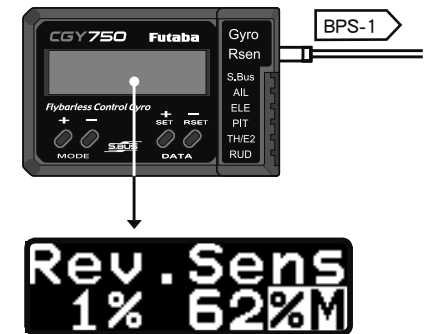 CGY750 Futaba
Gyro
Rsen
BPS-1
S.Bus
AIL
ELE
PIT
TH/E2
RUD
Flybarless Control Gyro
+ − + −
SET RSET
MODE S.BUS DATA
Rev.Sens
1% 62%M